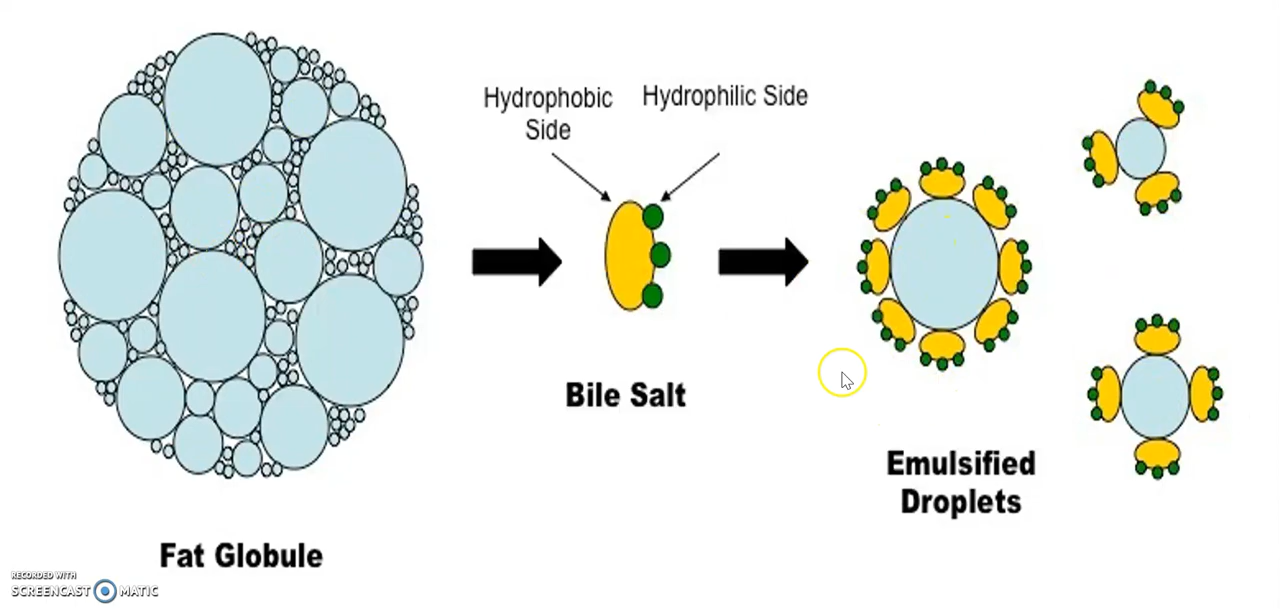 Hydrophobic
Side
Hydrophilic Side
Bile Salt
Emulsified
Droplets
Fat Globule
RECORDED WITH
SCREENCAST MATIC